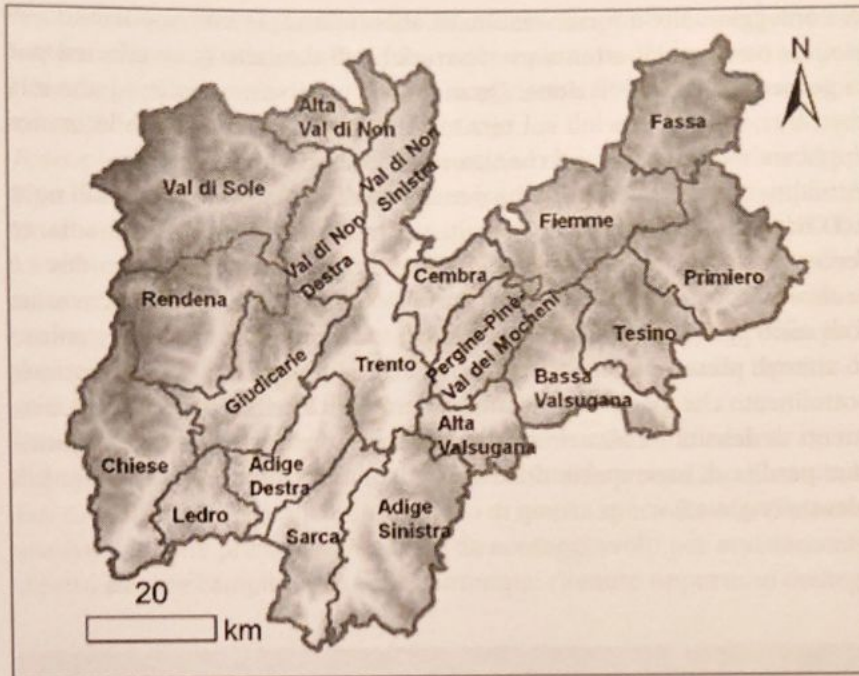 N
Alta
Val di Non
Fassa
Val di Sole
Val di Non
Sinistra
Fiemme
Val di Non
Destra
Cembra
Primiero
Rendena
Pergine-Pinè-
Val dei Mocheni
Tesino
Trento
Giudicarie
Bassa
Valsugana
Alta
Valsugana
Chiese
Adige
Destra
Adige
Sinistra
Ledro
Sarca
20
km